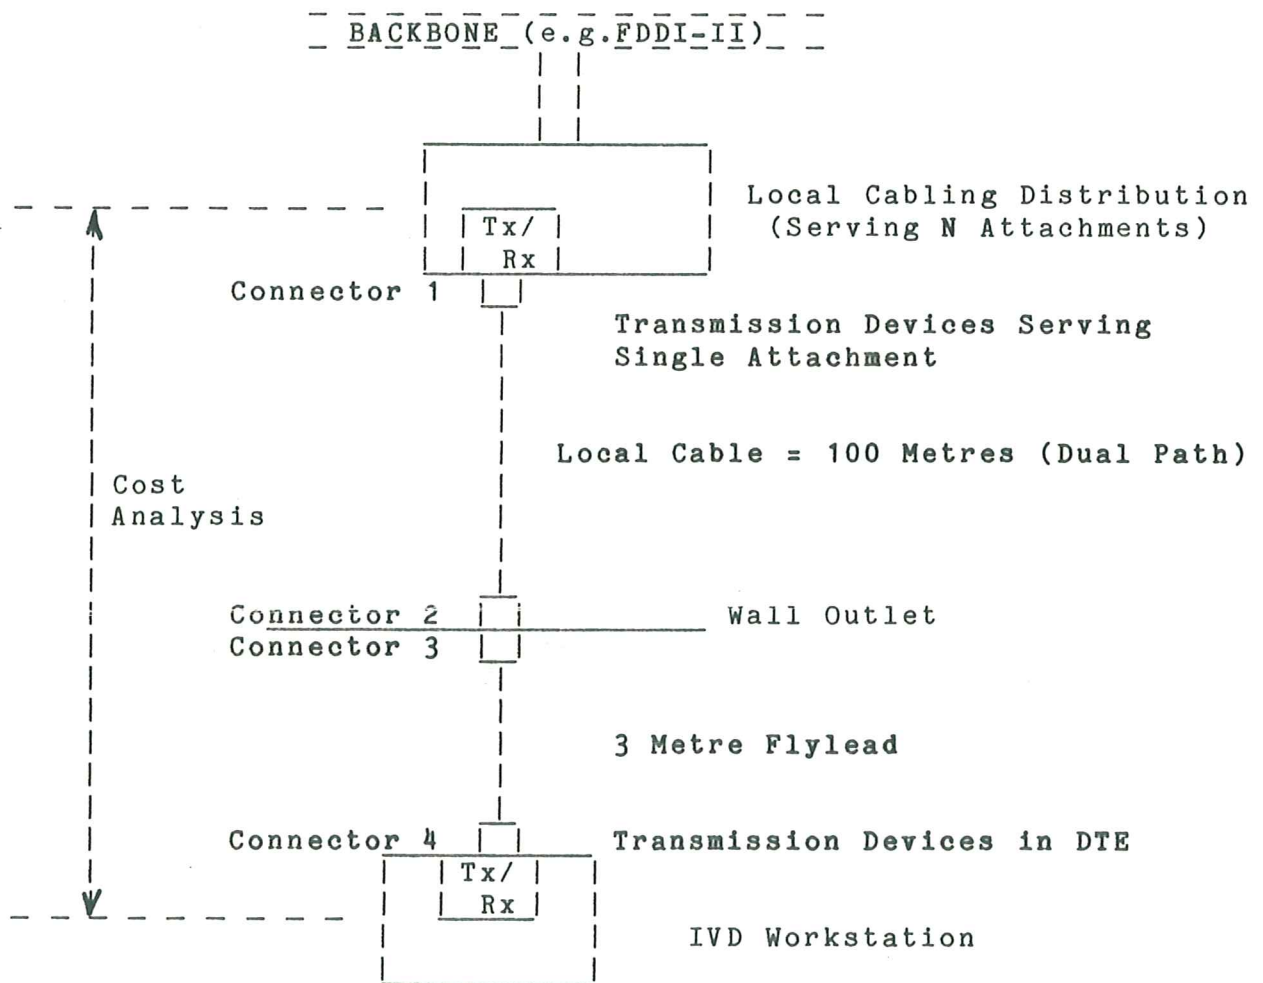 BACKBONE (e.g.FDDI-II)
Local Cabling Distribution
(Serving N Attachments)
Tx/
Rx
Connector 1
Transmission Devices Serving
Single Attachment
Local Cable = 100 Metres (Dual Path)
Cost
Analysis
Connector 2
Wall Outlet
Connector 3
3 Metre Flylead
Connector 4
Transmission Devices in DTE
Tx/
Rx
IVD Workstation